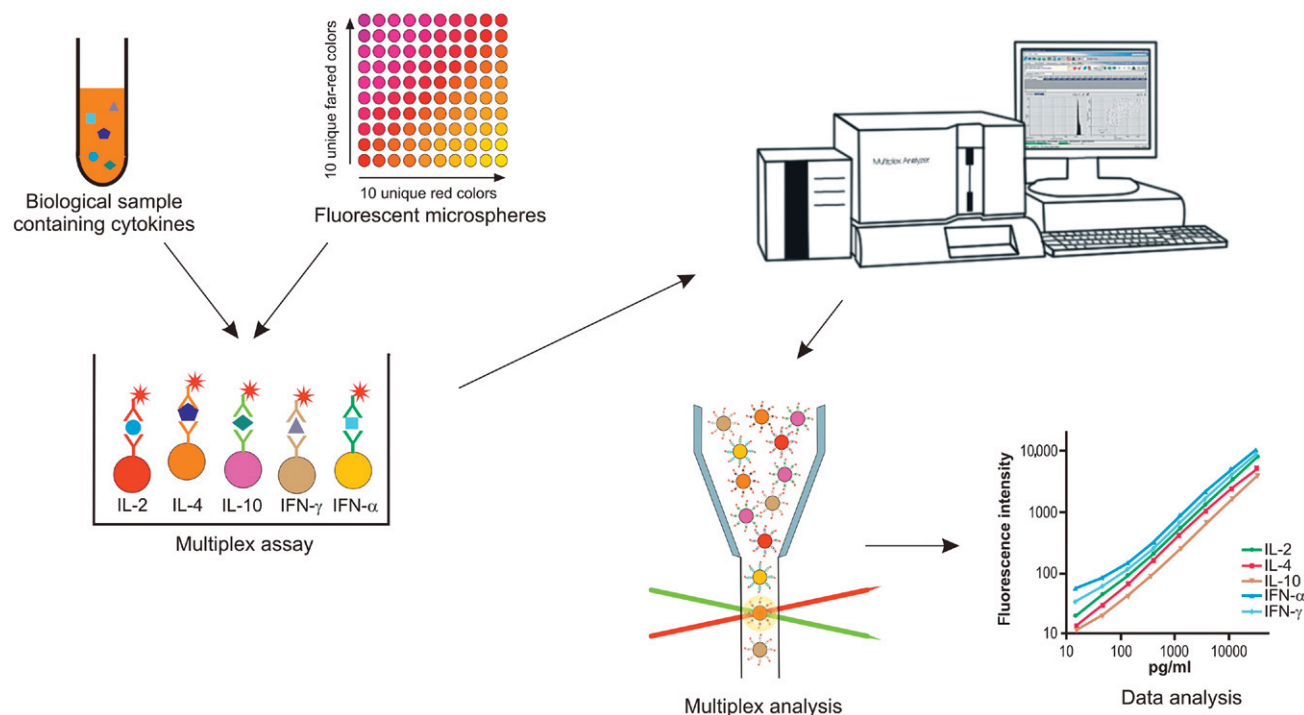 Biological sample
containing cytokines
10 unique far-red colors
10 unique red colors
Fluorescent microspheres
Multiplex Analyzer
IL-2 IL-4 IL-10 IFN-γ IFN-α
Multiplex assay
Multiplex analysis
Fluorescence intensity
10,000
1000
100
10
10 100 1000 10000
pg/ml
IL-2
IL-4
IL-10
IFN-α
IFN-γ
Data analysis